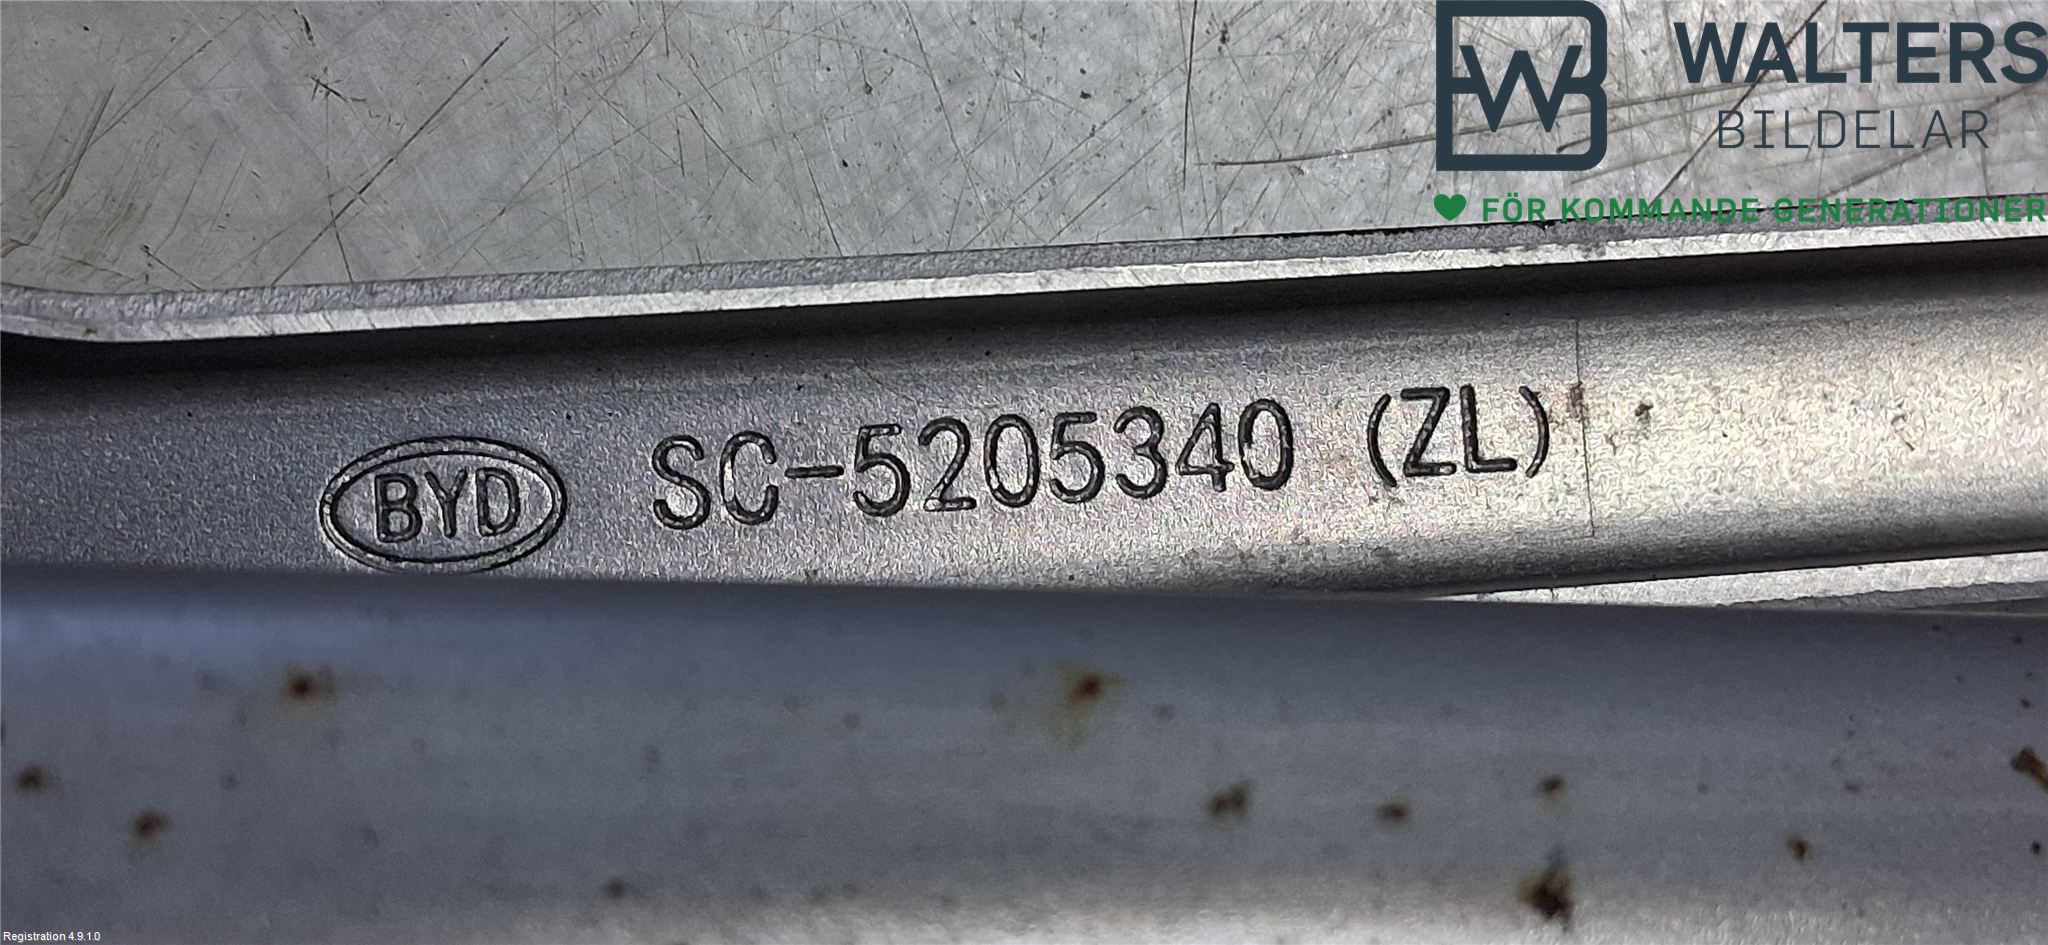 WALTERS
BILDELAR
FÖR KOMMANDE GENERATIONER
BYD SC-5205340 (ZL)
Registration 4.9.1.0